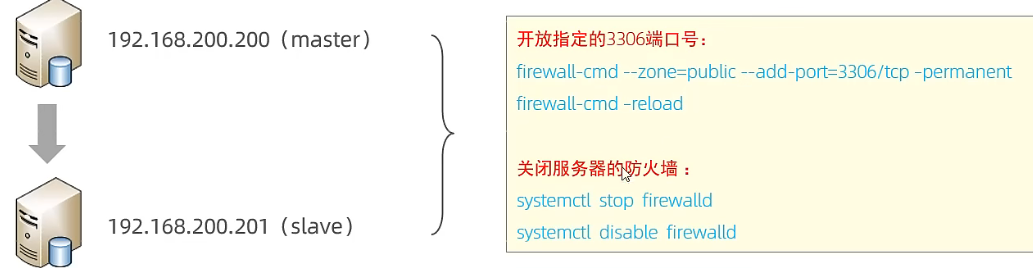 192.168.200.200（master）
192.168.200.201（slave）
开放指定的3306端口号：
firewall-cmd --zone=public --add-port=3306/tcp -permanent
firewall-cmd -reload
关闭服务器的防火墙：
systemctl stop firewalld
systemctl disable firewalld